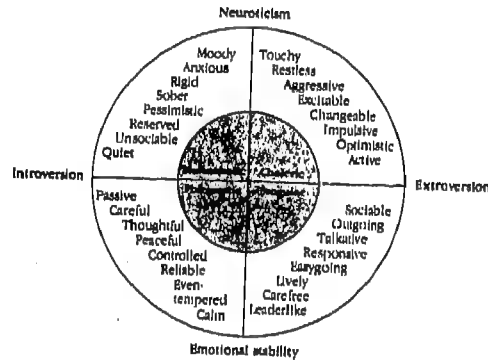 Neuroticism
Moody
Anxious
Rigid
Sober
Pessimistic
Reserved
Unsociable
Quiet
Touchy
Restless
Aggressive
Excitable
Changeable
Impulsive
Optimistic
Active
Introversion
Choleric
Extroversion
Passive
Careful
Thoughtful
Peaceful
Controlled
Reliable
Even-
tempered
Calm
Sociable
Outgoing
Talkative
Responsive
Easygoing
Lively
Carefree
Leaderlike
Emotional stability